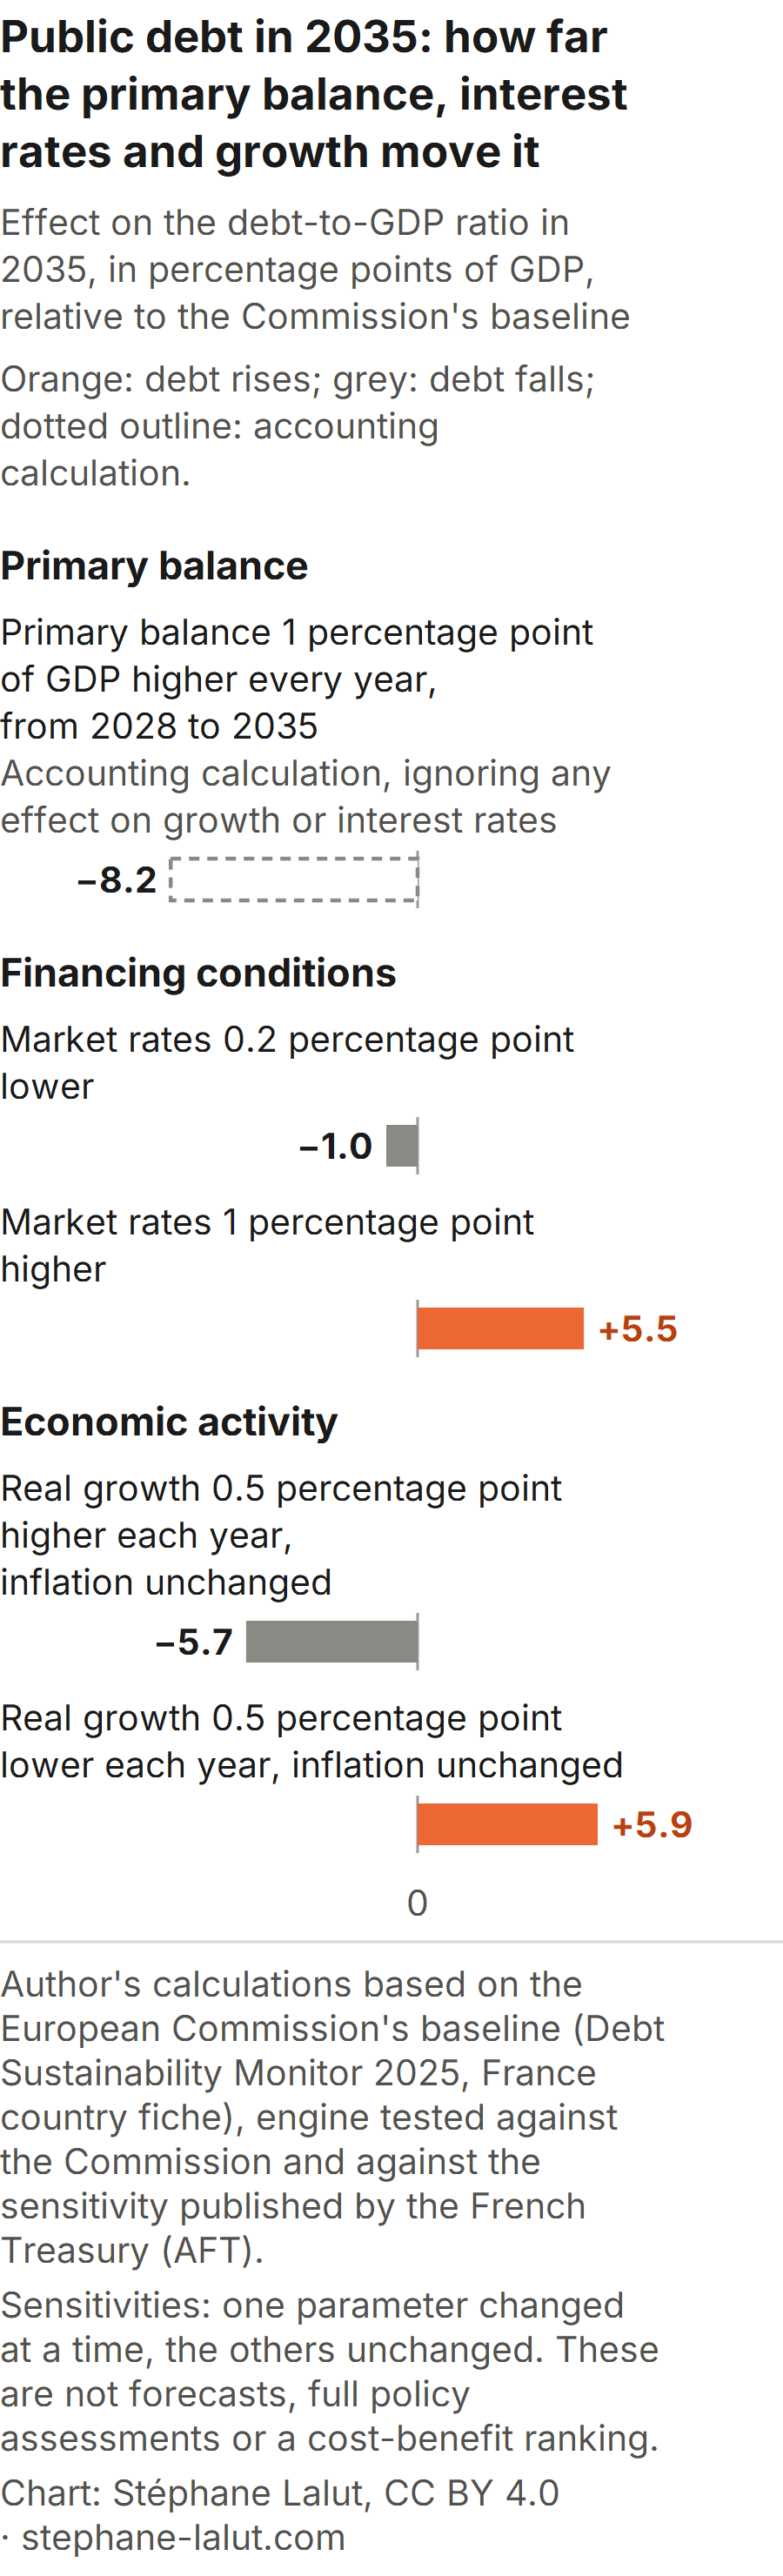 Public debt in 2035: how far
the primary balance, interest
rates and growth move it
Effect on the debt-to-GDP ratio in
2035, in percentage points of GDP,
relative to the Commission's baseline
Orange: debt rises; grey: debt falls;
dotted outline: accounting
calculation.
Primary balance
Primary balance 1 percentage point
of GDP higher every year,
from 2028 to 2035
Accounting calculation, ignoring any
effect on growth or interest rates
−8.2
Financing conditions
Market rates 0.2 percentage point
lower
−1.0
Market rates 1 percentage point
higher
+5.5
Economic activity
Real growth 0.5 percentage point
higher each year,
inflation unchanged
−5.7
Real growth 0.5 percentage point
lower each year, inflation unchanged
+5.9
0
Author's calculations based on the
European Commission's baseline (Debt
Sustainability Monitor 2025, France
country fiche), engine tested against
the Commission and against the
sensitivity published by the French
Treasury (AFT).
Sensitivities: one parameter changed
at a time, the others unchanged. These
are not forecasts, full policy
assessments or a cost-benefit ranking.
Chart: Stéphane Lalut, CC BY 4.0
· stephane-lalut.com